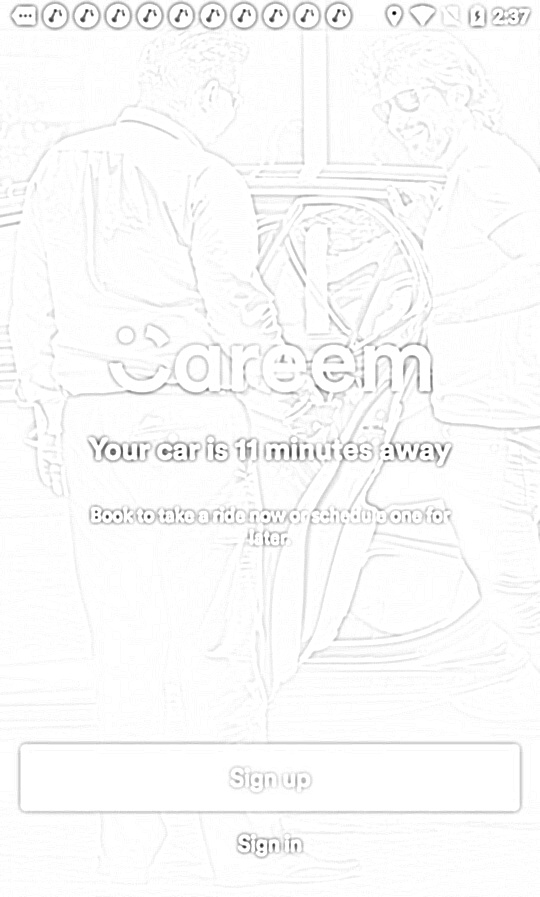 2:37
Careem
Your car is 11 minutes away
Book to take a ride now or schedule one for
later.
Sign up
Sign in